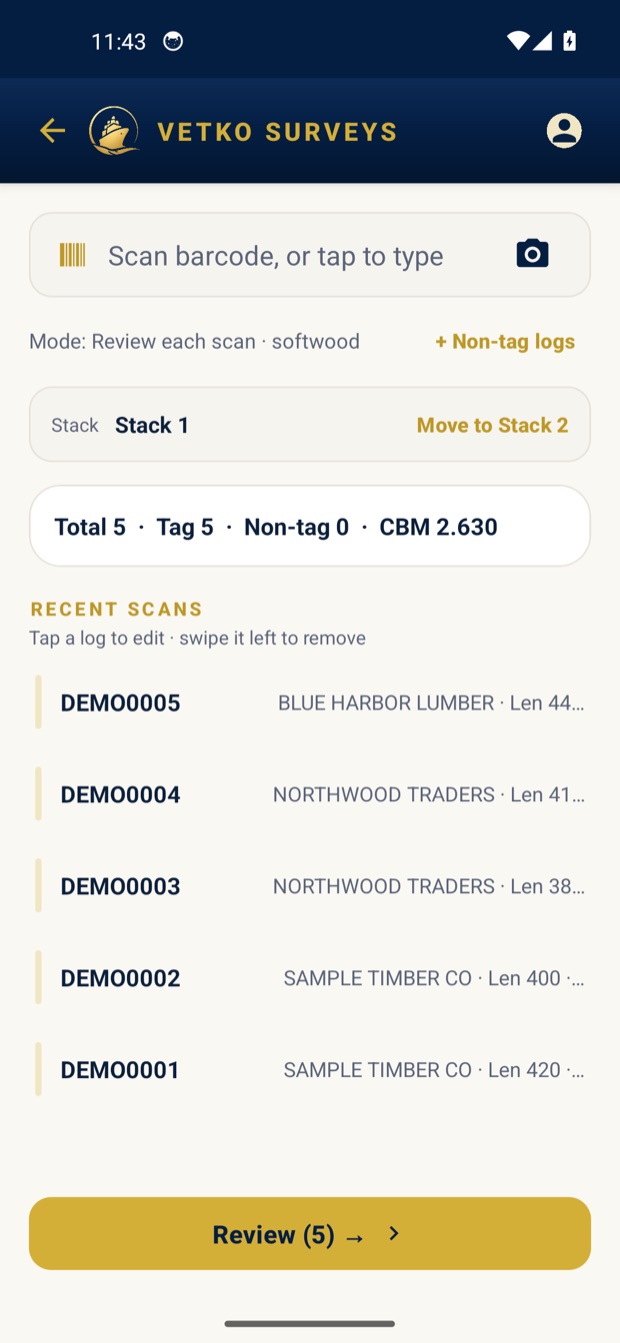 11:43
VETKO SURVEYS
Scan barcode, or tap to type
Mode: Review each scan · softwood + Non-tag logs
Stack Stack 1 Move to Stack 2
Total 5 · Tag 5 · Non-tag 0 · CBM 2.630
RECENT SCANS
Tap a log to edit · swipe it left to remove
DEMO0005 BLUE HARBOR LUMBER · Len 44...
DEMO0004 NORTHWOOD TRADERS · Len 41...
DEMO0003 NORTHWOOD TRADERS · Len 38...
DEMO0002 SAMPLE TIMBER CO · Len 400 ·...
DEMO0001 SAMPLE TIMBER CO · Len 420 ·...
Review (5) →